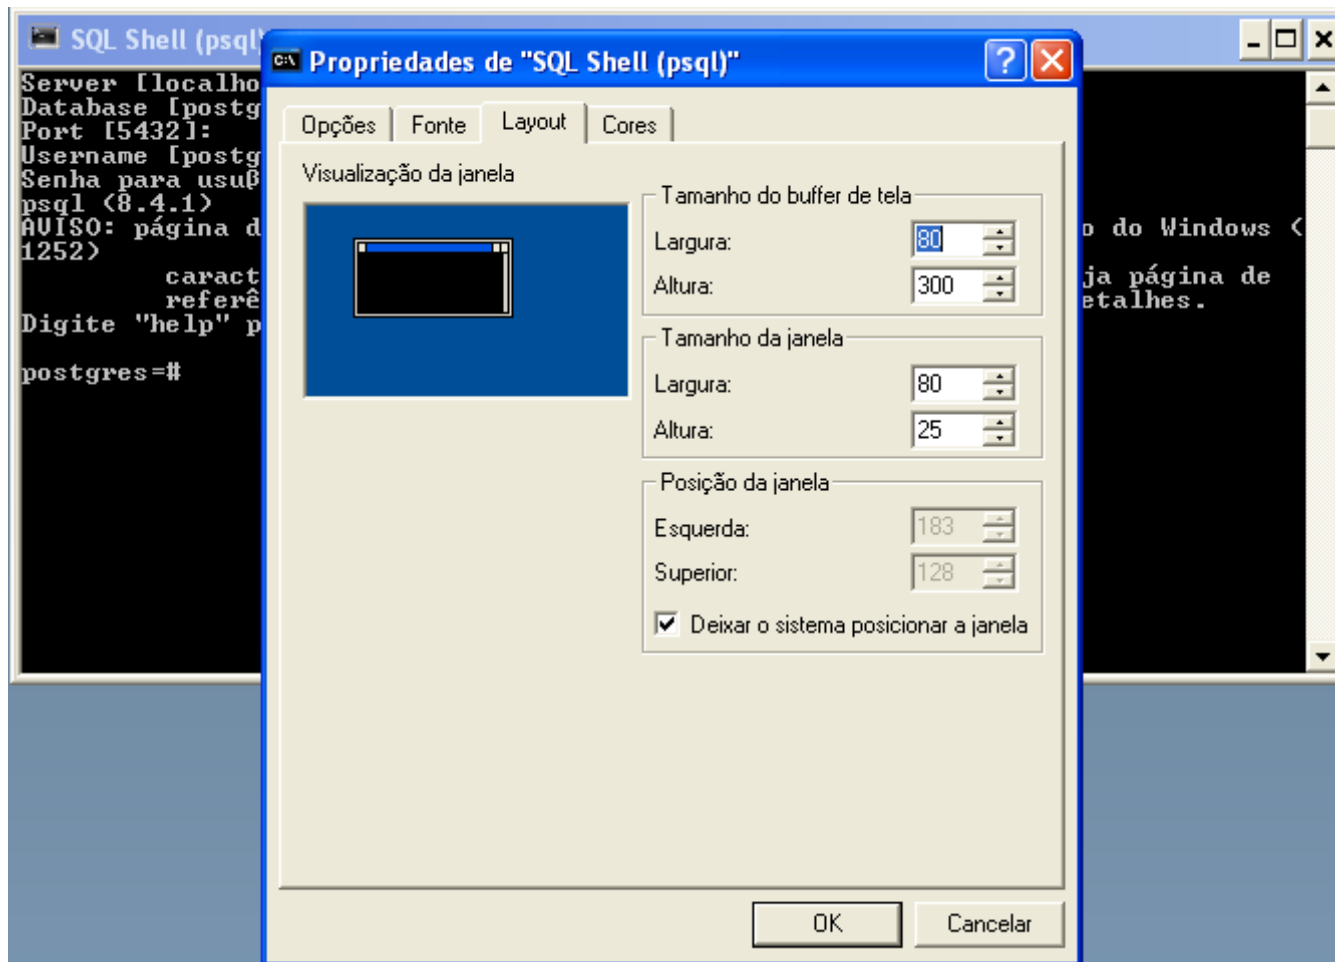 SQL Shell (psql)
Server [localho
Database [postg
Port [5432]:
Username [postg
Senha para usuβ
psql (8.4.1)
AVISO: página d
o do Windows (
1252)
caract
ja página de
referê
etalhes.
Digite "help" p
postgres=#
C:\ Propriedades de "SQL Shell (psql)"
Opções Fonte Layout Cores
Visualização da janela
Tamanho do buffer de tela
Largura: 80
Altura: 300
Tamanho da janela
Largura: 80
Altura: 25
Posição da janela
Esquerda: 183
Superior: 128
Deixar o sistema posicionar a janela
OK Cancelar